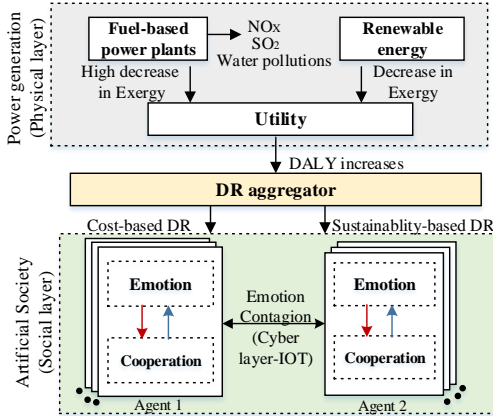 Power generation
(Physical layer)
Fuel-based
power plants
NOx
SO2
Water pollutions
Renewable
energy
High decrease
in Exergy
Decrease in
Exergy
Utility
DALY increases
DR aggregator
Cost-based DR
Sustainablity-based DR
Artificial Society
(Social layer)
Emotion
Cooperation
Agent 1
Emotion
Contagion
(Cyber
layer-IOT)
Emotion
Cooperation
Agent 2